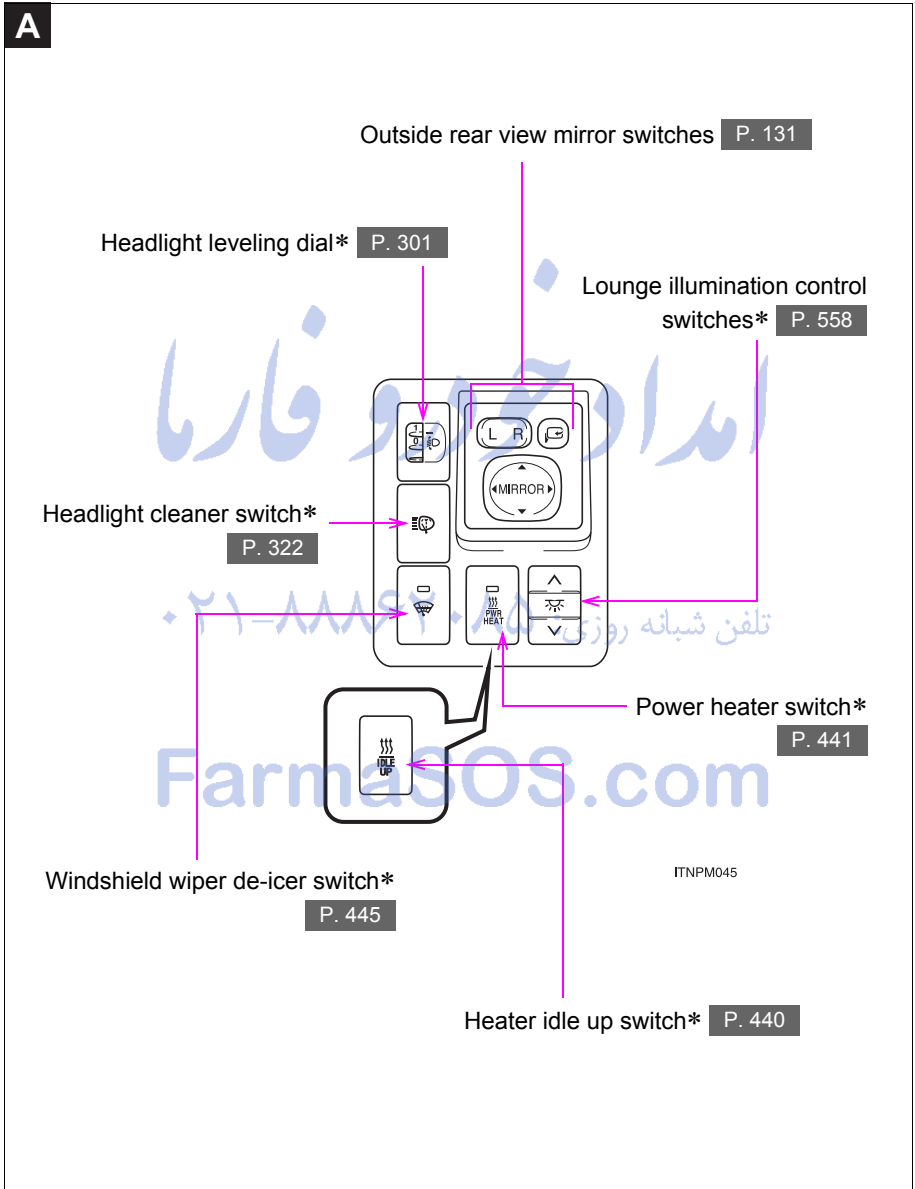 A
Outside rear view mirror switches P. 131
Headlight leveling dial* P. 301
Lounge illumination control
switches* P. 558
امداد خودرو فارما
1
0
L R
MIRROR
Headlight cleaner switch*
P. 322
PWR
HEAT
تلفن شبانه روزی: ۰۲۱-۸۸۸۶۲۰۸۵
Power heater switch*
P. 441
IDLE
UP
FarmaSOS.com
ITNPM045
Windshield wiper de-icer switch*
P. 445
Heater idle up switch* P. 440